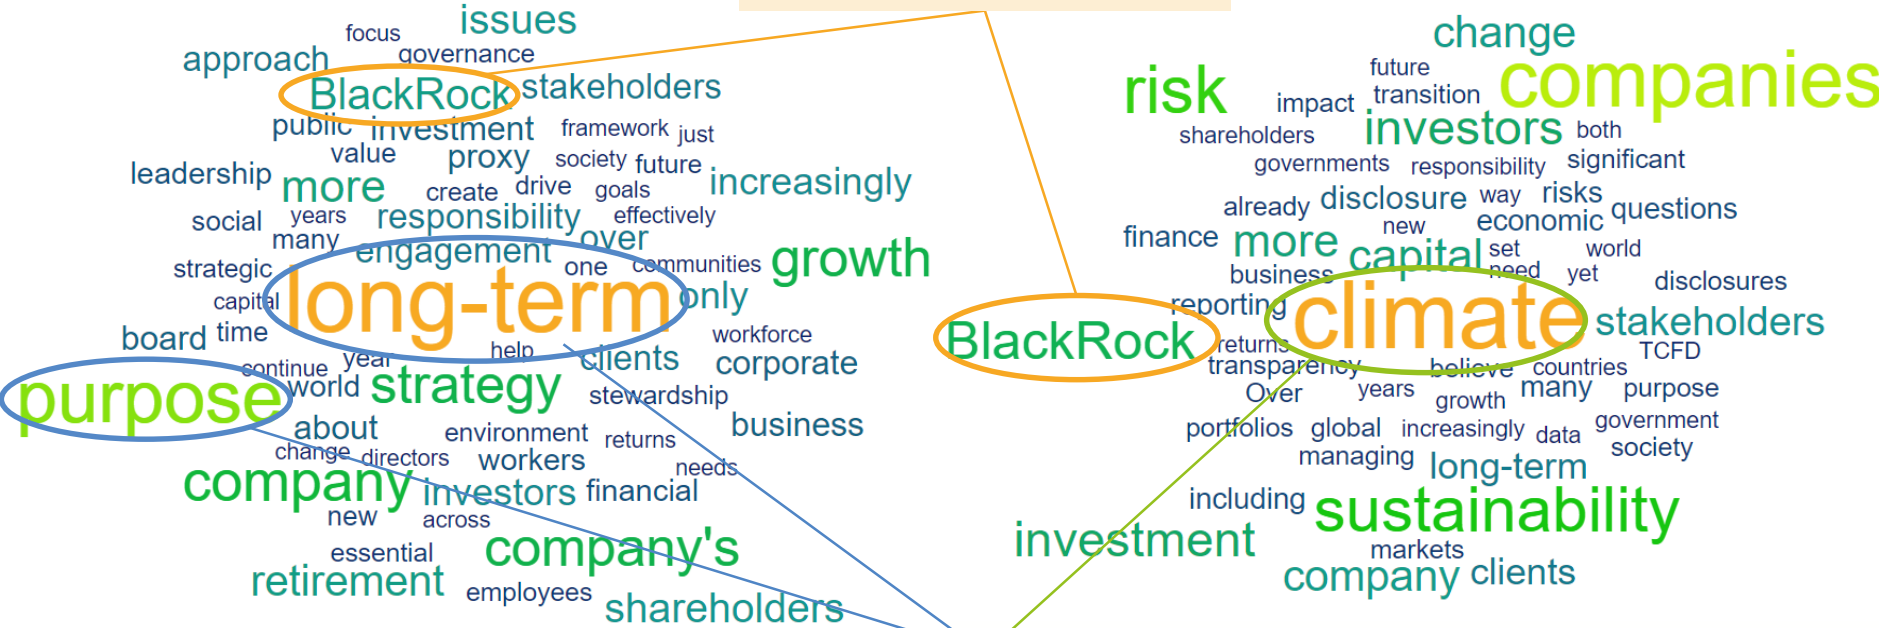 issues
focus
approach
governance
BlackRock
stakeholders
public
investment
framework
just
value
proxy
society
future
leadership
more
create
drive
goals
increasingly
social
years
responsibility
effectively
many
engagement
over
strategic
one
communities
growth
capital
long-term
only
board
time
help
workforce
continue
year
clients
corporate
purpose
world
strategy
stewardship
about
environment
returns
business
change
directors
workers
needs
company
investors
financial
new
across
essential
company's
retirement
employees
shareholders
change
future
companies
risk
impact
transition
shareholders
investors
both
governments
responsibility
significant
already
disclosure
way
risks
finance
more
new
economic
questions
capital
set
world
business
need
yet
disclosures
reporting
climate
stakeholders
BlackRock
returns
TCFD
transparency
believe
countries
Over
years
growth
many
purpose
portfolios
global
increasingly
data
government
managing
society
long-term
including
sustainability
investment
markets
company
clients